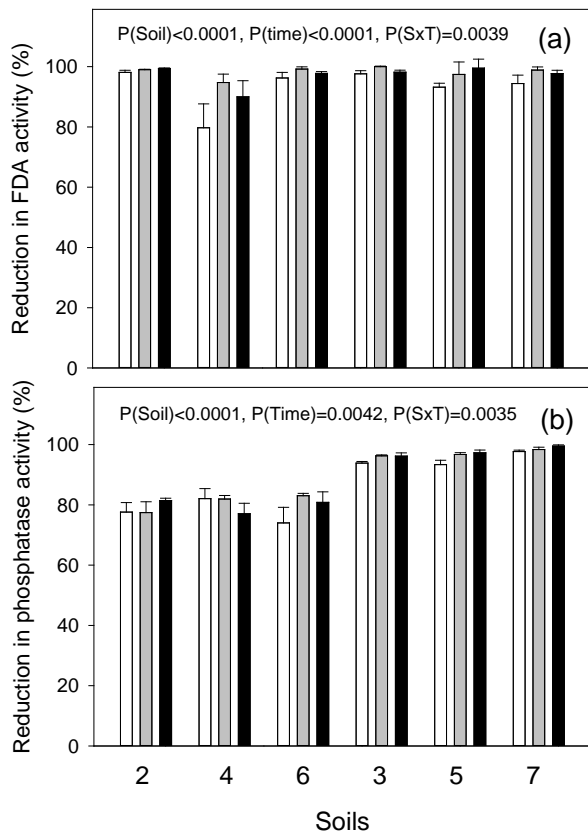 P(Soil)<0.0001, P(time)<0.0001, P(SxT)=0.0039
(a)
Reduction in FDA activity (%)
100
80
60
40
20
0
P(Soil)<0.0001, P(Time)=0.0042, P(SxT)=0.0035
(b)
Reduction in phosphatase activity (%)
100
80
60
40
20
0
2 4 6 3 5 7
Soils